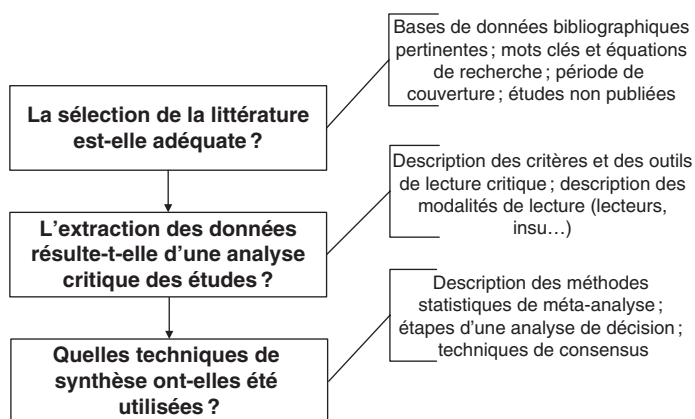 Bases de données bibliographiques
pertinentes ; mots clés et équations
de recherche ; période de
couverture ; études non publiées
La sélection de la littérature
est-elle adéquate ?
Description des critères et des outils
de lecture critique ; description des
modalités de lecture (lecteurs,
insu…)
L'extraction des données
résulte-t-elle d'une analyse
critique des études ?
Description des méthodes
statistiques de méta-analyse ;
étapes d'une analyse de décision ;
techniques de consensus
Quelles techniques de
synthèse ont-elles été
utilisées ?